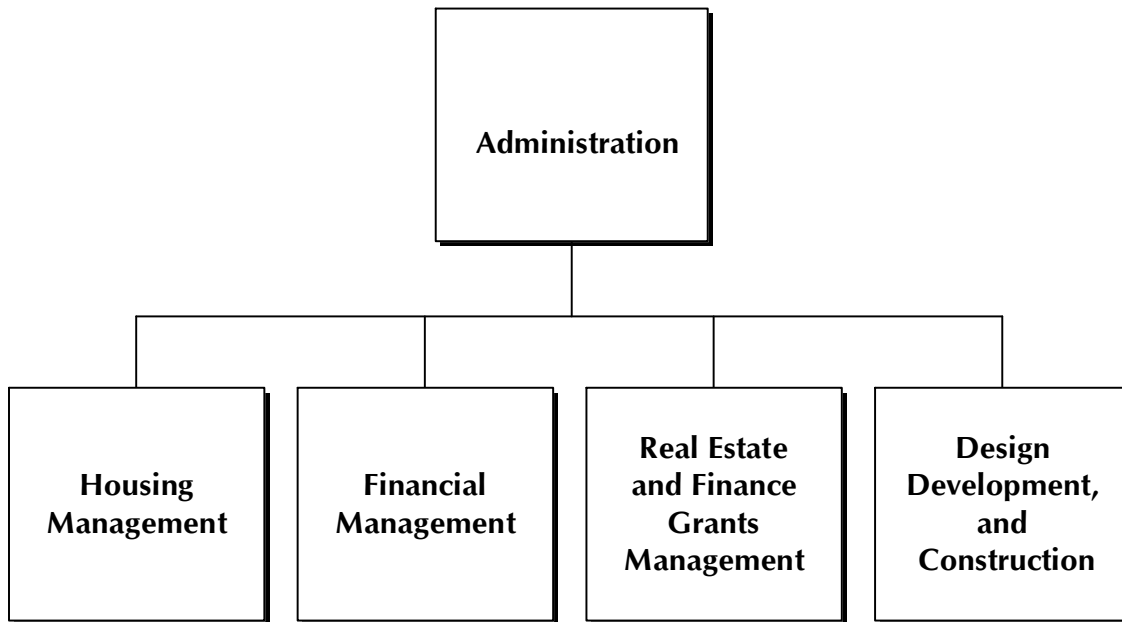 Administration
Housing
Management
Financial
Management
Real Estate
and Finance
Grants
Management
Design
Development,
and
Construction